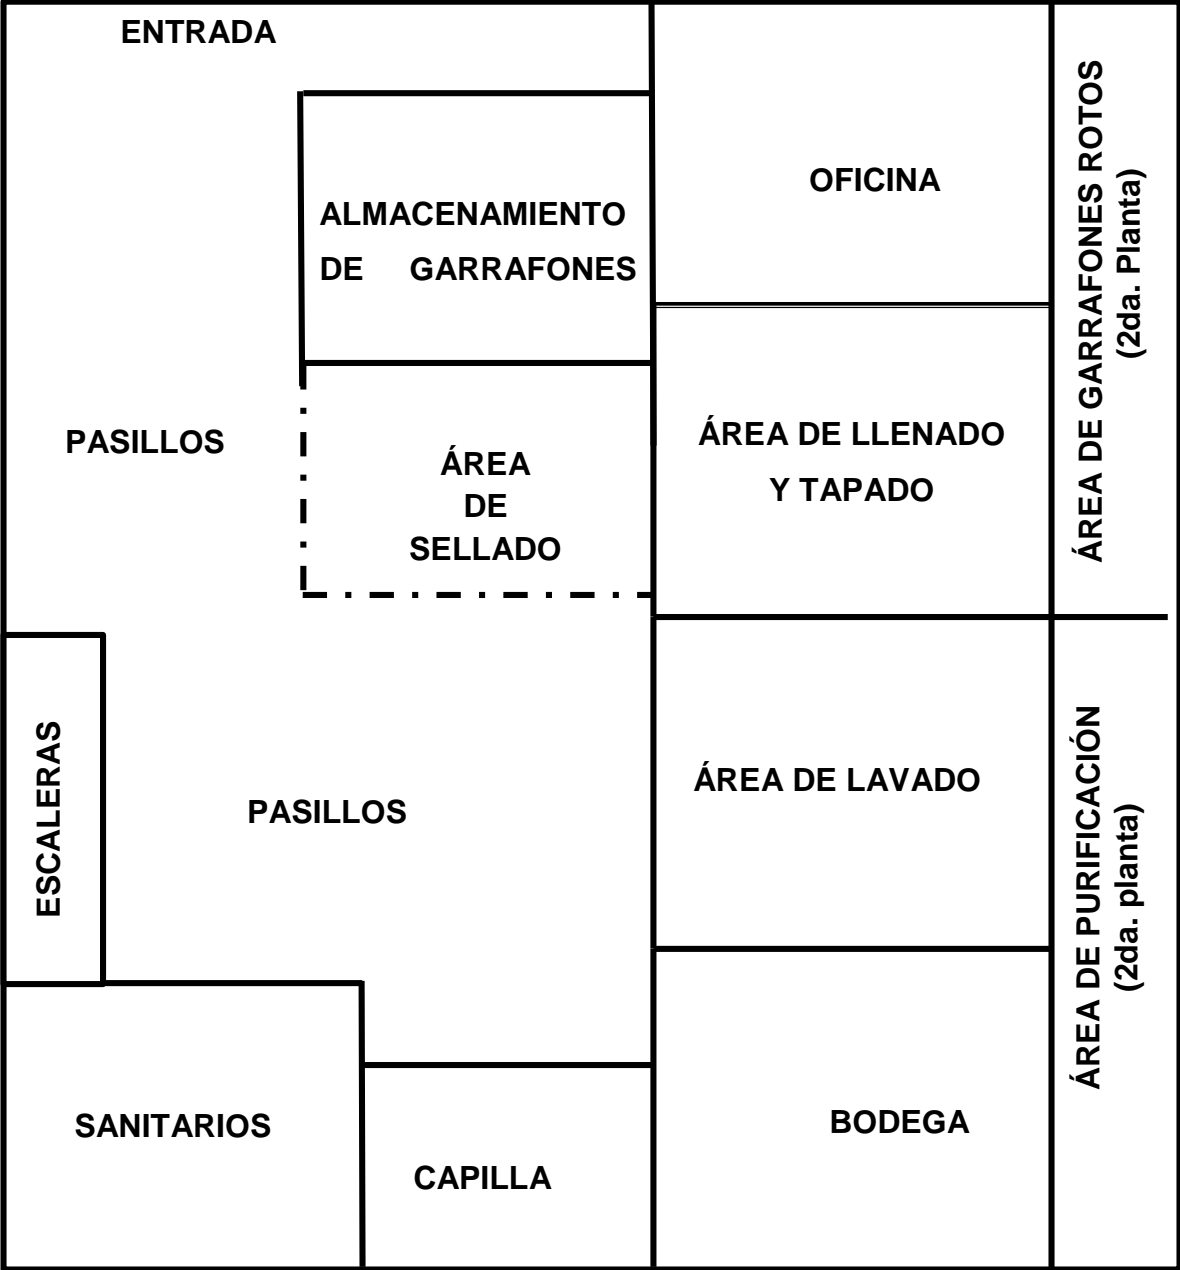 ENTRADA
ALMACENAMIENTO
DE GARRAFONES
OFICINA
ÁREA DE GARRAFONES ROTOS
(2da. Planta)
PASILLOS
ÁREA
DE
SELLADO
ÁREA DE LLENADO
Y TAPADO
ESCALERAS
PASILLOS
ÁREA DE LAVADO
ÁREA DE PURIFICACIÓN
(2da. planta)
SANITARIOS
CAPILLA
BODEGA